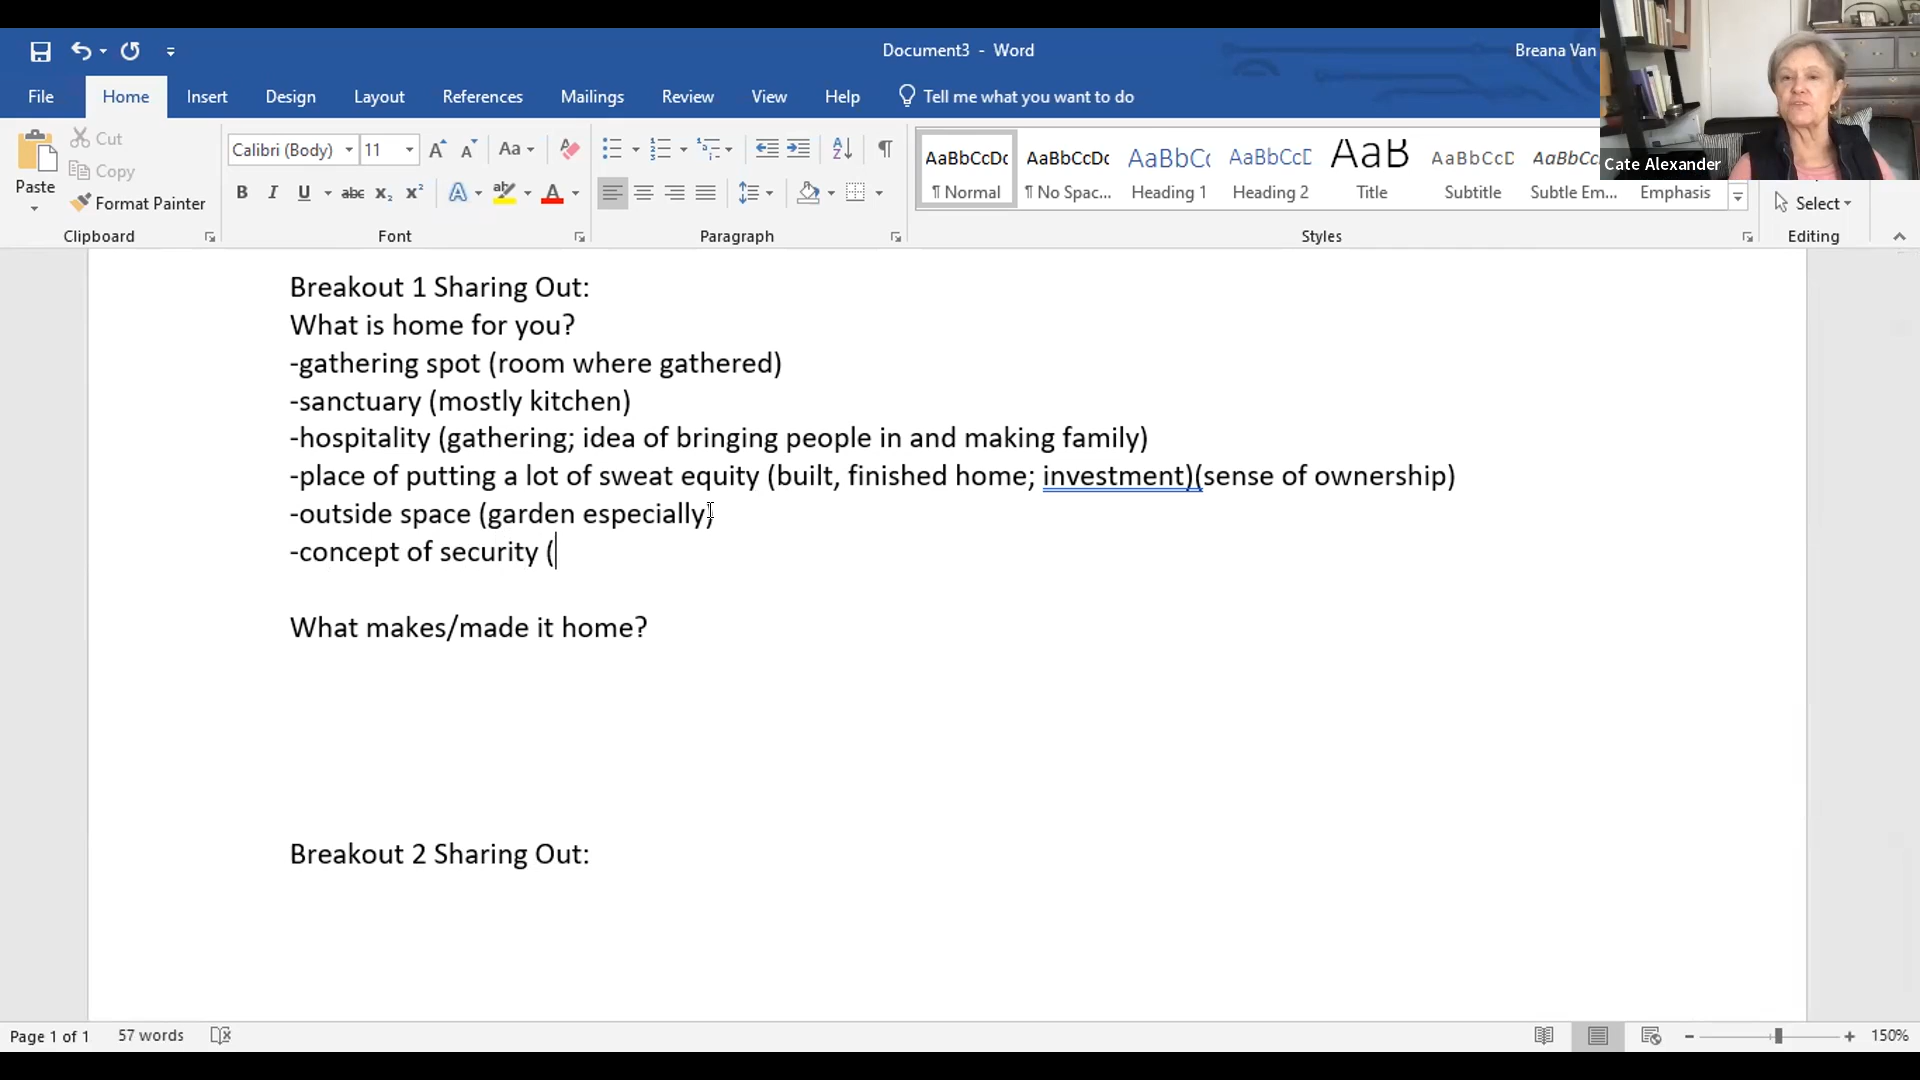 Document3 - Word
Breana Van
File Home Insert Design Layout References Mailings Review View Help Tell me what you want to do
Cut
Copy
Paste
Format Painter
Calibri (Body) 11
Aa
B I U abc x₂ x²
A A
AaBbCcDc AaBbCcDc AaBbC AaBbCcD AaB AaBbCcD AaBbCc
¶ Normal ¶ No Spac... Heading 1 Heading 2 Title Subtitle Subtle Em... Emphasis
Cate Alexander
Select
Clipboard Font Paragraph Styles Editing
Breakout 1 Sharing Out:
What is home for you?
-gathering spot (room where gathered)
-sanctuary (mostly kitchen)
-hospitality (gathering; idea of bringing people in and making family)
-place of putting a lot of sweat equity (built, finished home; investment)(sense of ownership)
-outside space (garden especially)
-concept of security (
What makes/made it home?
Breakout 2 Sharing Out:
Page 1 of 1 57 words 150%